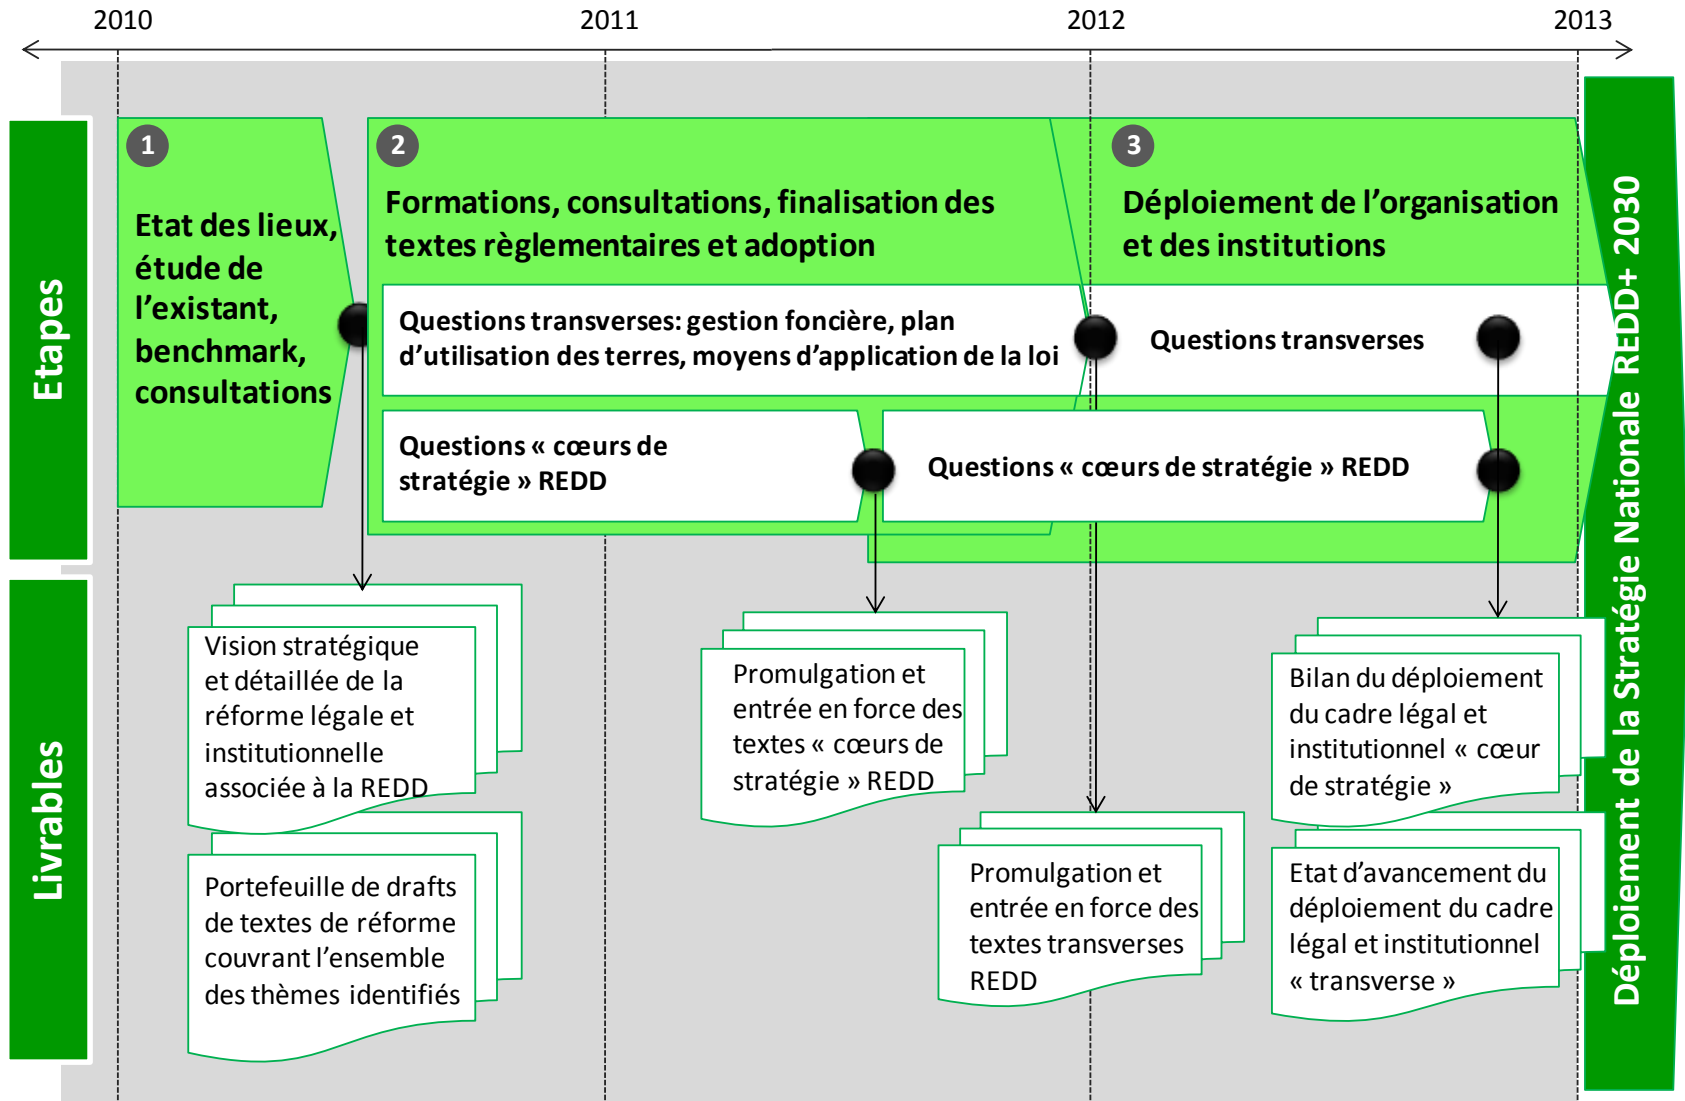 2010
2011
2012
2013
Etapes
1
Etat des lieux,
étude de
l'existant,
benchmark,
consultations
2
Formations, consultations, finalisation des
textes règlementaires et adoption
Questions transverses: gestion foncière, plan
d'utilisation des terres, moyens d'application de la loi
Questions « cœurs de
stratégie » REDD
3
Déploiement de l'organisation
et des institutions
Questions transverses
Questions « cœurs de stratégie » REDD
Livrables
Vision stratégique
et détaillée de la
réforme légale et
institutionnelle
associée à la REDD
Portefeuille de drafts
de textes de réforme
couvrant l'ensemble
des thèmes identifiés
Promulgation et
entrée en force des
textes « cœurs de
stratégie » REDD
Promulgation et
entrée en force des
textes transverses
REDD
Bilan du déploiement
du cadre légal et
institutionnel « cœur
de stratégie »
Etat d'avancement du
déploiement du cadre
légal et institutionnel
« transverse »
Déploiement de la Stratégie Nationale REDD+ 2030